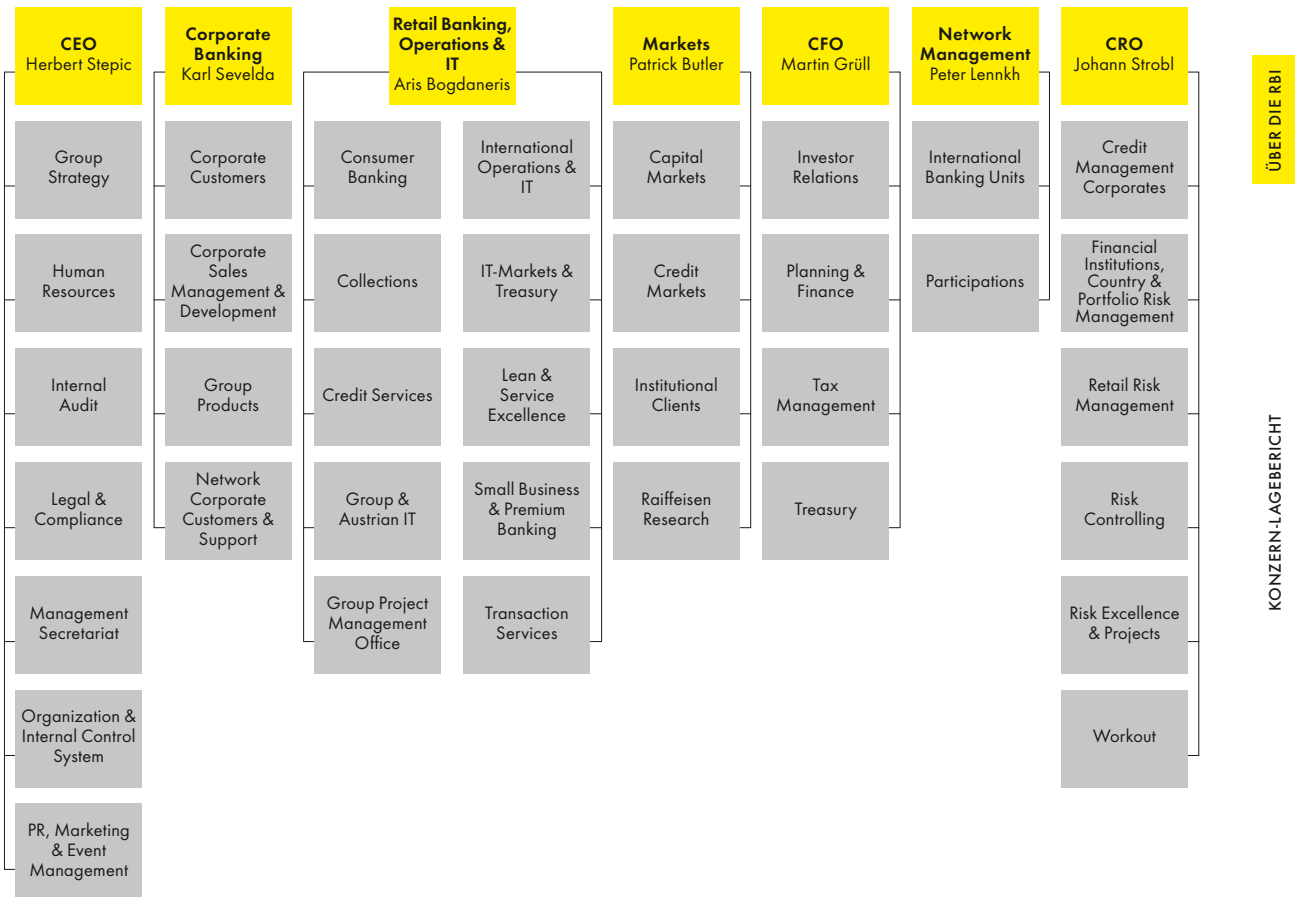 CEO
Herbert Stepic
Group
Strategy
Human
Resources
Internal
Audit
Legal &
Compliance
Management
Secretariat
Organization &
Internal Control
System
PR, Marketing
& Event
Management
Corporate
Banking
Karl Sevelda
Corporate
Customers
Corporate
Sales
Management &
Development
Group
Products
Network
Corporate
Customers &
Support
Retail Banking,
Operations &
IT
Aris Bogdaneris
Consumer
Banking
Collections
Credit Services
Group &
Austrian IT
Group Project
Management
Office
International
Operations &
IT
IT-Markets &
Treasury
Lean &
Service
Excellence
Small Business
& Premium
Banking
Transaction
Services
Markets
Patrick Butler
Capital
Markets
Credit
Markets
Institutional
Clients
Raiffeisen
Research
CFO
Martin Grüll
Investor
Relations
Planning &
Finance
Tax
Management
Treasury
Network
Management
Peter Lennkh
International
Banking Units
Participations
CRO
Johann Strobl
Credit
Management
Corporates
Financial
Institutions,
Country &
Portfolio Risk
Management
Retail Risk
Management
Risk
Controlling
Risk Excellence
& Projects
Workout
ÜBER DIE RBI
KONZERN-LAGEBERICHT